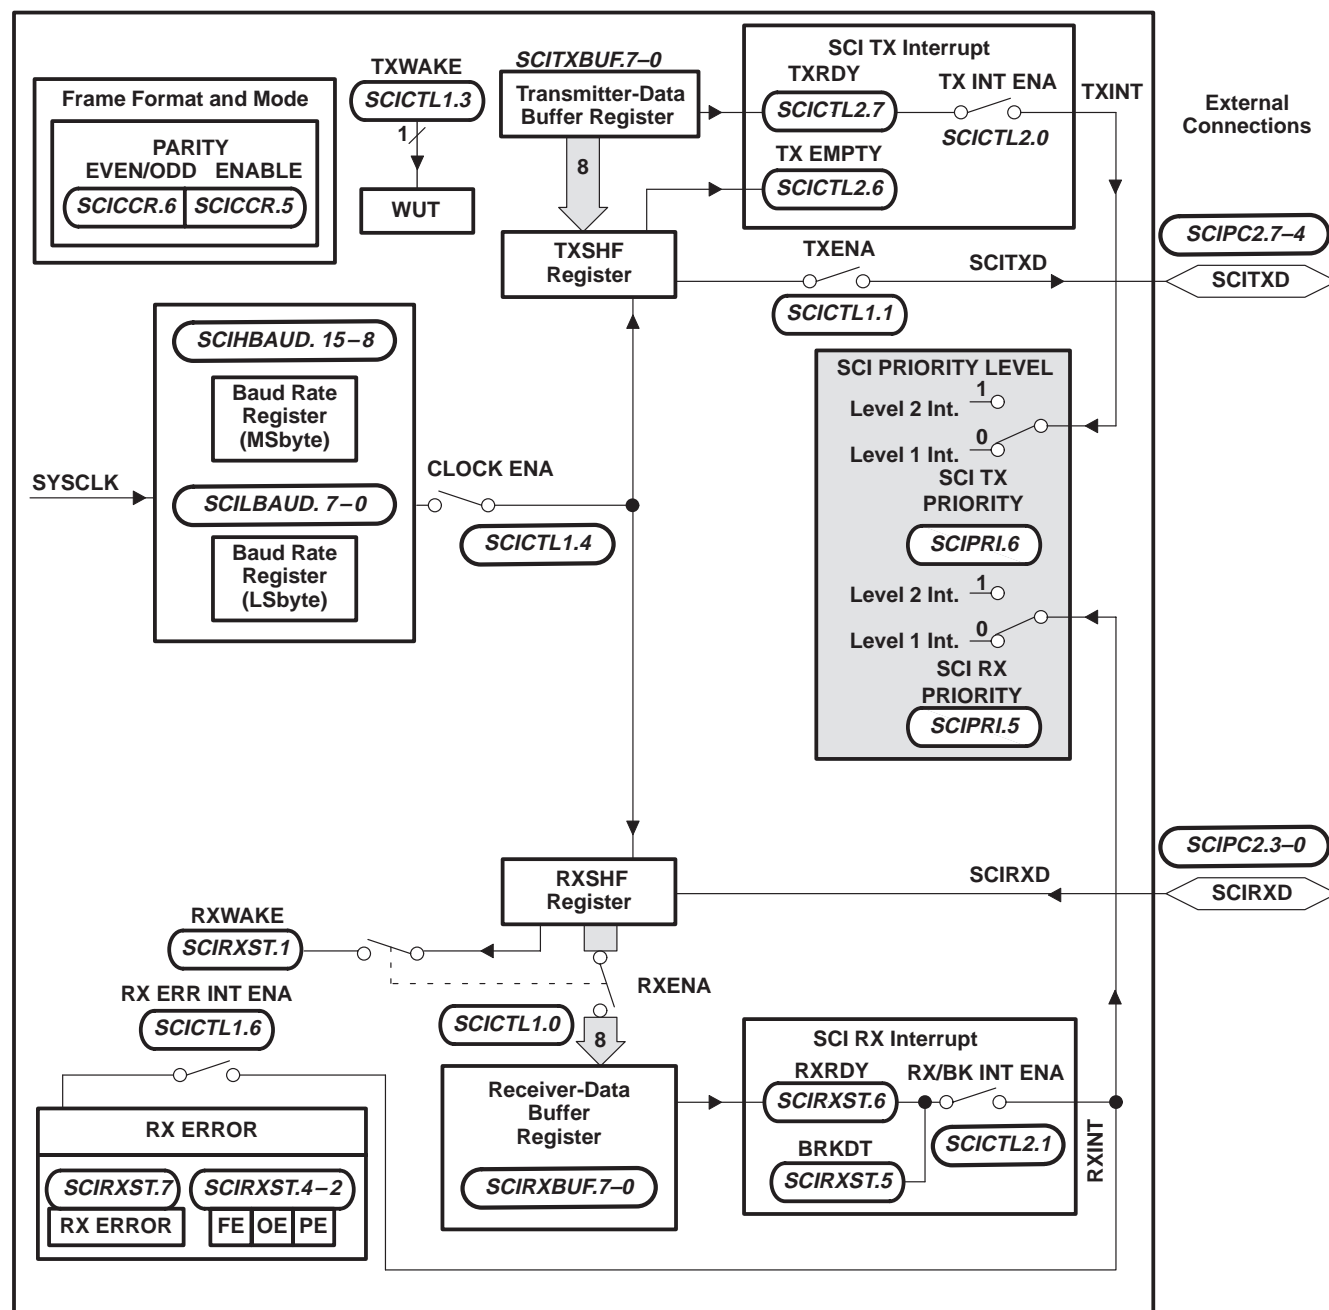 Frame Format and Mode
PARITY
EVEN/ODD ENABLE
SCICCR.6 SCICCR.5
TXWAKE
SCICTL1.3
1
WUT
SCITXBUF.7–0
Transmitter-Data
Buffer Register
8
TXSHF
Register
SCI TX Interrupt
TXRDY
SCICTL2.7
TX INT ENA
SCICTL2.0
TX EMPTY
SCICTL2.6
TXINT
External
Connections
TXENA
SCICTL1.1
SCITXD
SCIPC2.7–4
SCITXD
SCIHBAUD. 15–8
Baud Rate
Register
(MSbyte)
SYSCLK
SCILBAUD. 7–0
Baud Rate
Register
(LSbyte)
CLOCK ENA
SCICTL1.4
SCI PRIORITY LEVEL
Level 2 Int. 1
Level 1 Int. 0
SCI TX
PRIORITY
SCIPRI.6
Level 2 Int. 1
Level 1 Int. 0
SCI RX
PRIORITY
SCIPRI.5
RXSHF
Register
SCIRXD
SCIPC2.3–0
SCIRXD
RXWAKE
SCIRXST.1
RXENA
SCICTL1.0
8
RX ERR INT ENA
SCICTL1.6
RX ERROR
SCIRXST.7 SCIRXST.4–2
RX ERROR FE OE PE
Receiver-Data
Buffer
Register
SCIRXBUF.7–0
SCI RX Interrupt
RXRDY
SCIRXST.6
RX/BK INT ENA
SCICTL2.1
BRKDT
SCIRXST.5
RXINT